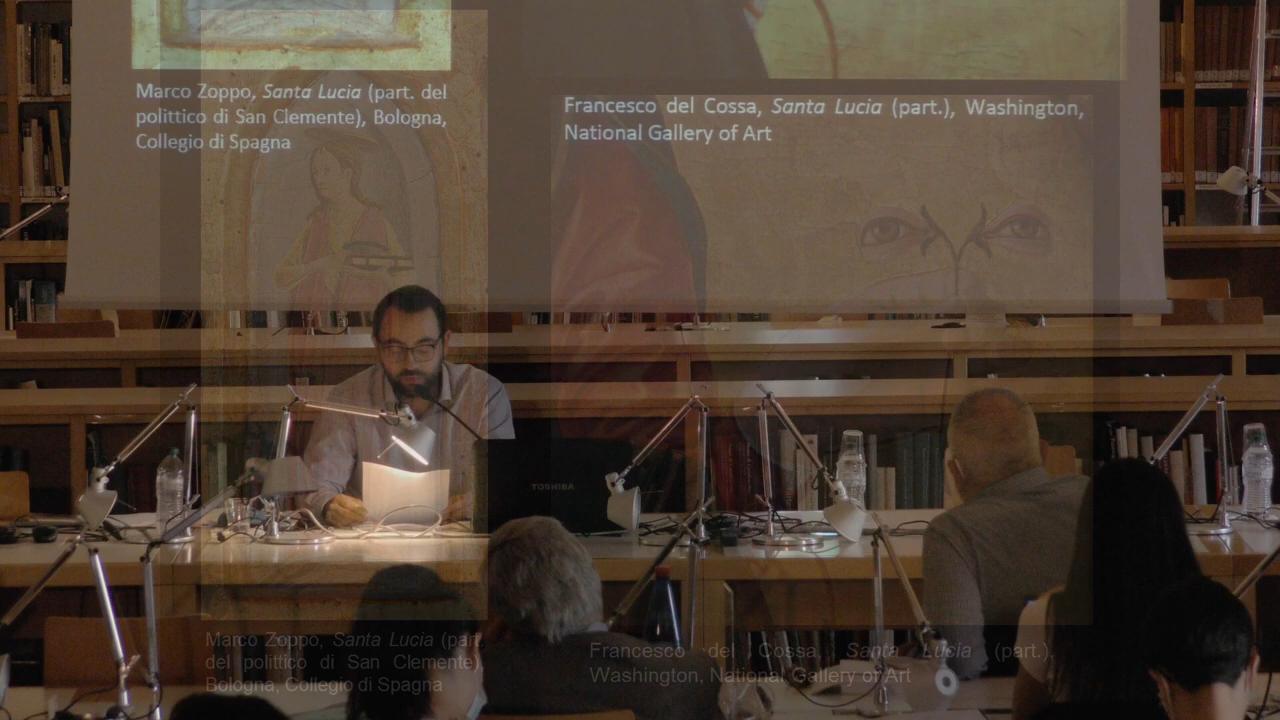 Marco Zoppo, Santa Lucia (part. del
polittico di San Clemente), Bologna,
Collegio di Spagna
Francesco del Cossa, Santa Lucia (part.), Washington,
National Gallery of Art
TOSHIBA
Marco Zoppo, Santa Lucia (part.
del polittico di San Clemente),
Bologna, Collegio di Spagna
Francesco del Cossa, Santa Lucia (part.),
Washington, National Gallery of Art